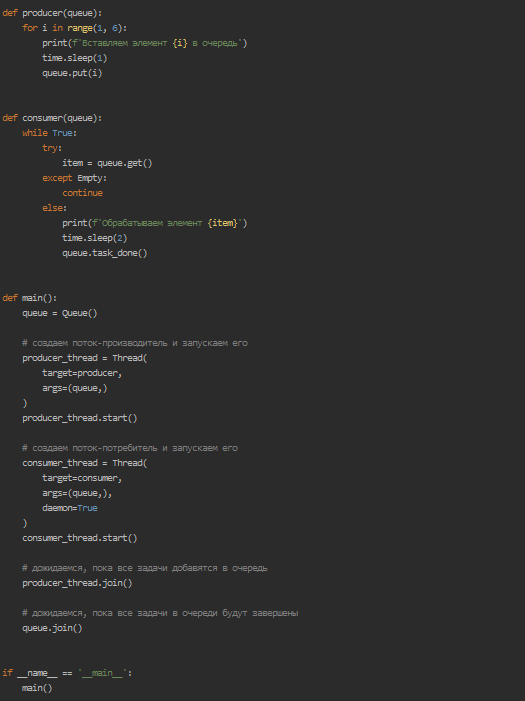 def producer(queue):
    for i in range(1, 6):
        print(f'Вставляем элемент {i} в очередь')
        time.sleep(1)
        queue.put(i)
def consumer(queue):
    while True:
        try:
            item = queue.get()
        except Empty:
            continue
        else:
            print(f'Обрабатываем элемент {item}')
            time.sleep(2)
            queue.task_done()
def main():
    queue = Queue()
    # создаем поток-производитель и запускаем его
    producer_thread = Thread(
        target=producer,
        args=(queue,)
    )
    producer_thread.start()
    # создаем поток-потребитель и запускаем его
    consumer_thread = Thread(
        target=consumer,
        args=(queue,),
        daemon=True
    )
    consumer_thread.start()
    # дожидаемся, пока все задачи добавятся в очередь
    producer_thread.join()
    # дожидаемся, пока все задачи в очереди будут завершены
    queue.join()
if __name__ == '__main__':
    main()